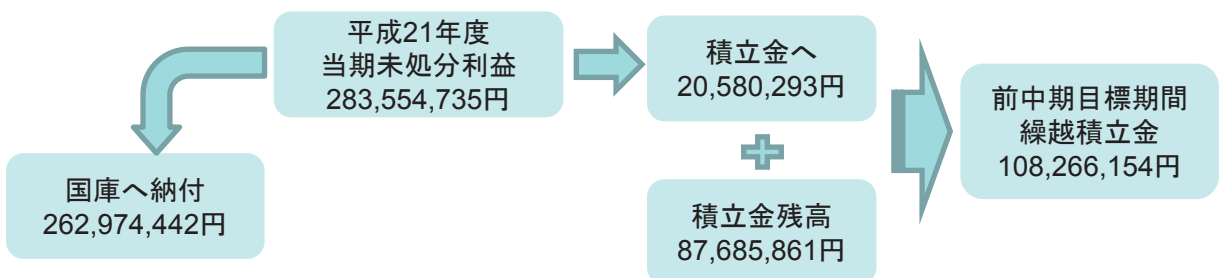 平成21年度
当期未処分利益
283,554,735円
国庫へ納付
262,974,442円
積立金へ
20,580,293円
積立金残高
87,685,861円
前中期目標期間
繰越積立金
108,266,154円